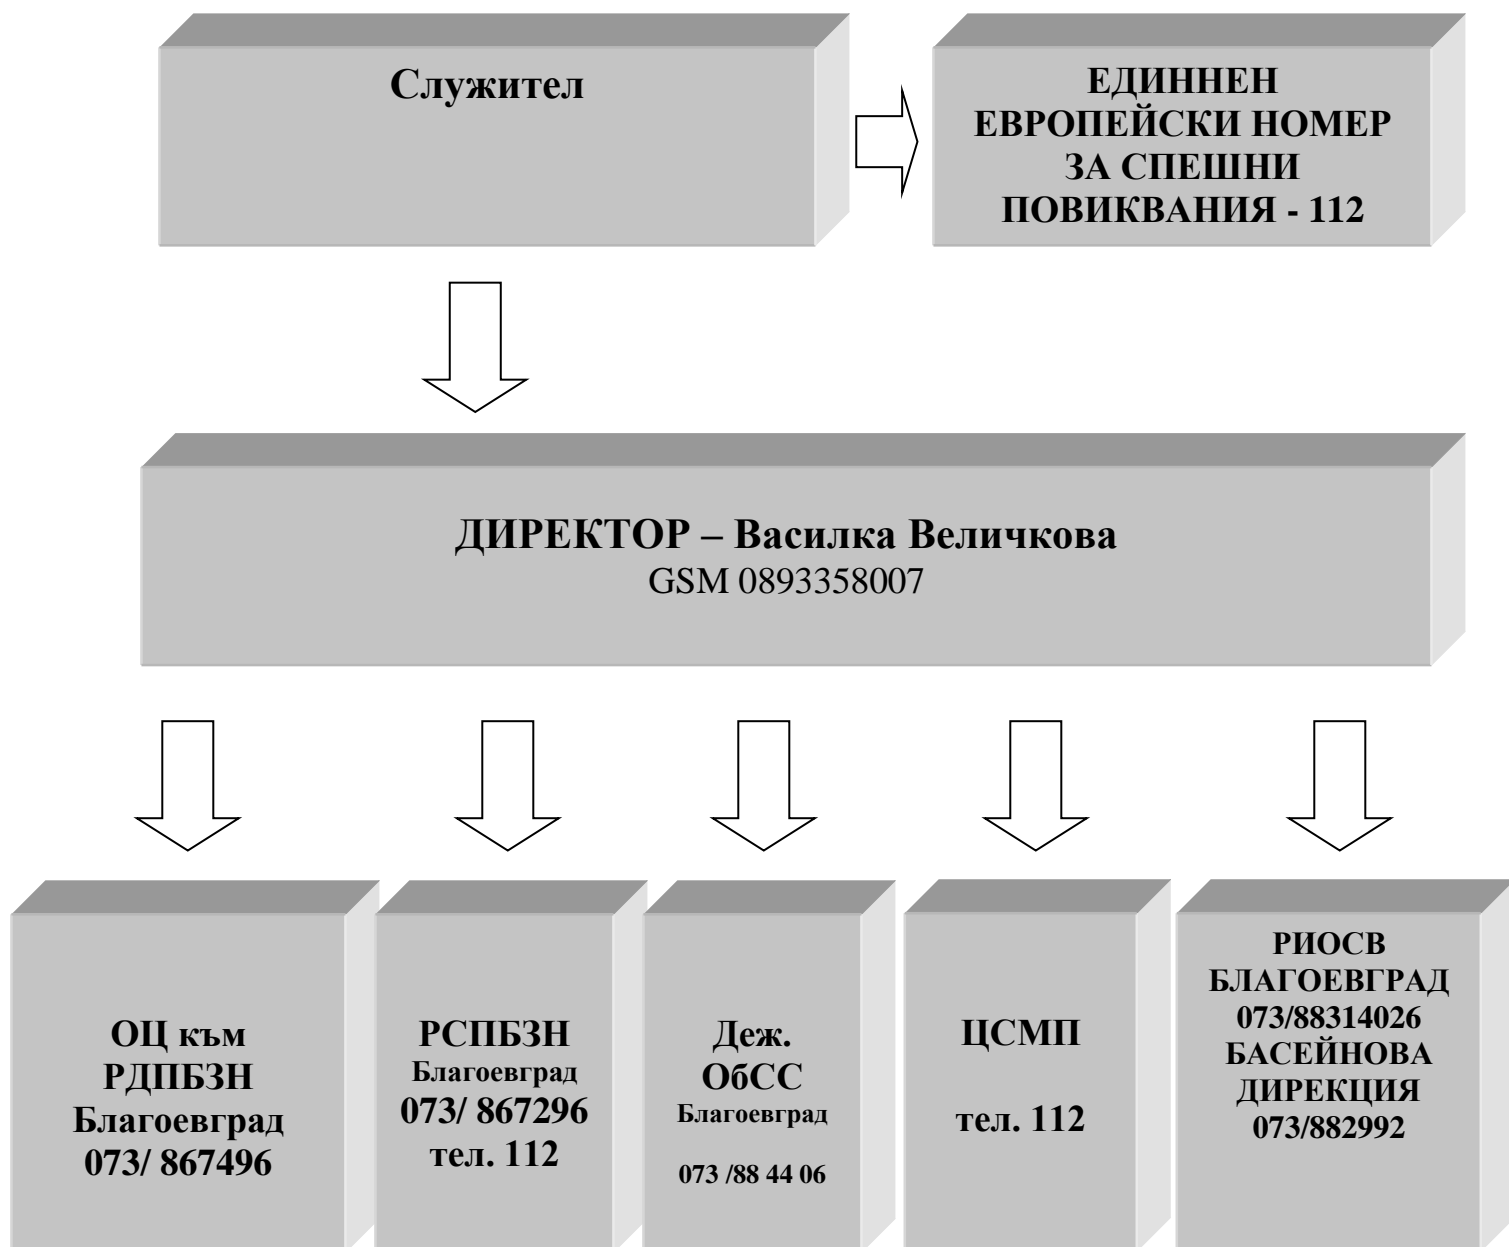 Служител
ЕДИННЕН
ЕВРОПЕЙСКИ НОМЕР
ЗА СПЕШНИ
ПОВИКВАНИЯ - 112
ДИРЕКТОР – Василка Величкова
GSM 0893358007
ОЦ към
РДПБЗН
Благоевград
073/ 867496
РСПБЗН
Благоевград
073/ 867296
тел. 112
Деж.
ОбСС
Благоевград
073 /88 44 06
ЦСМП
тел. 112
РИОСВ
БЛАГОЕВГРАД
073/88314026
БАСЕЙНОВА
ДИРЕКЦИЯ
073/882992